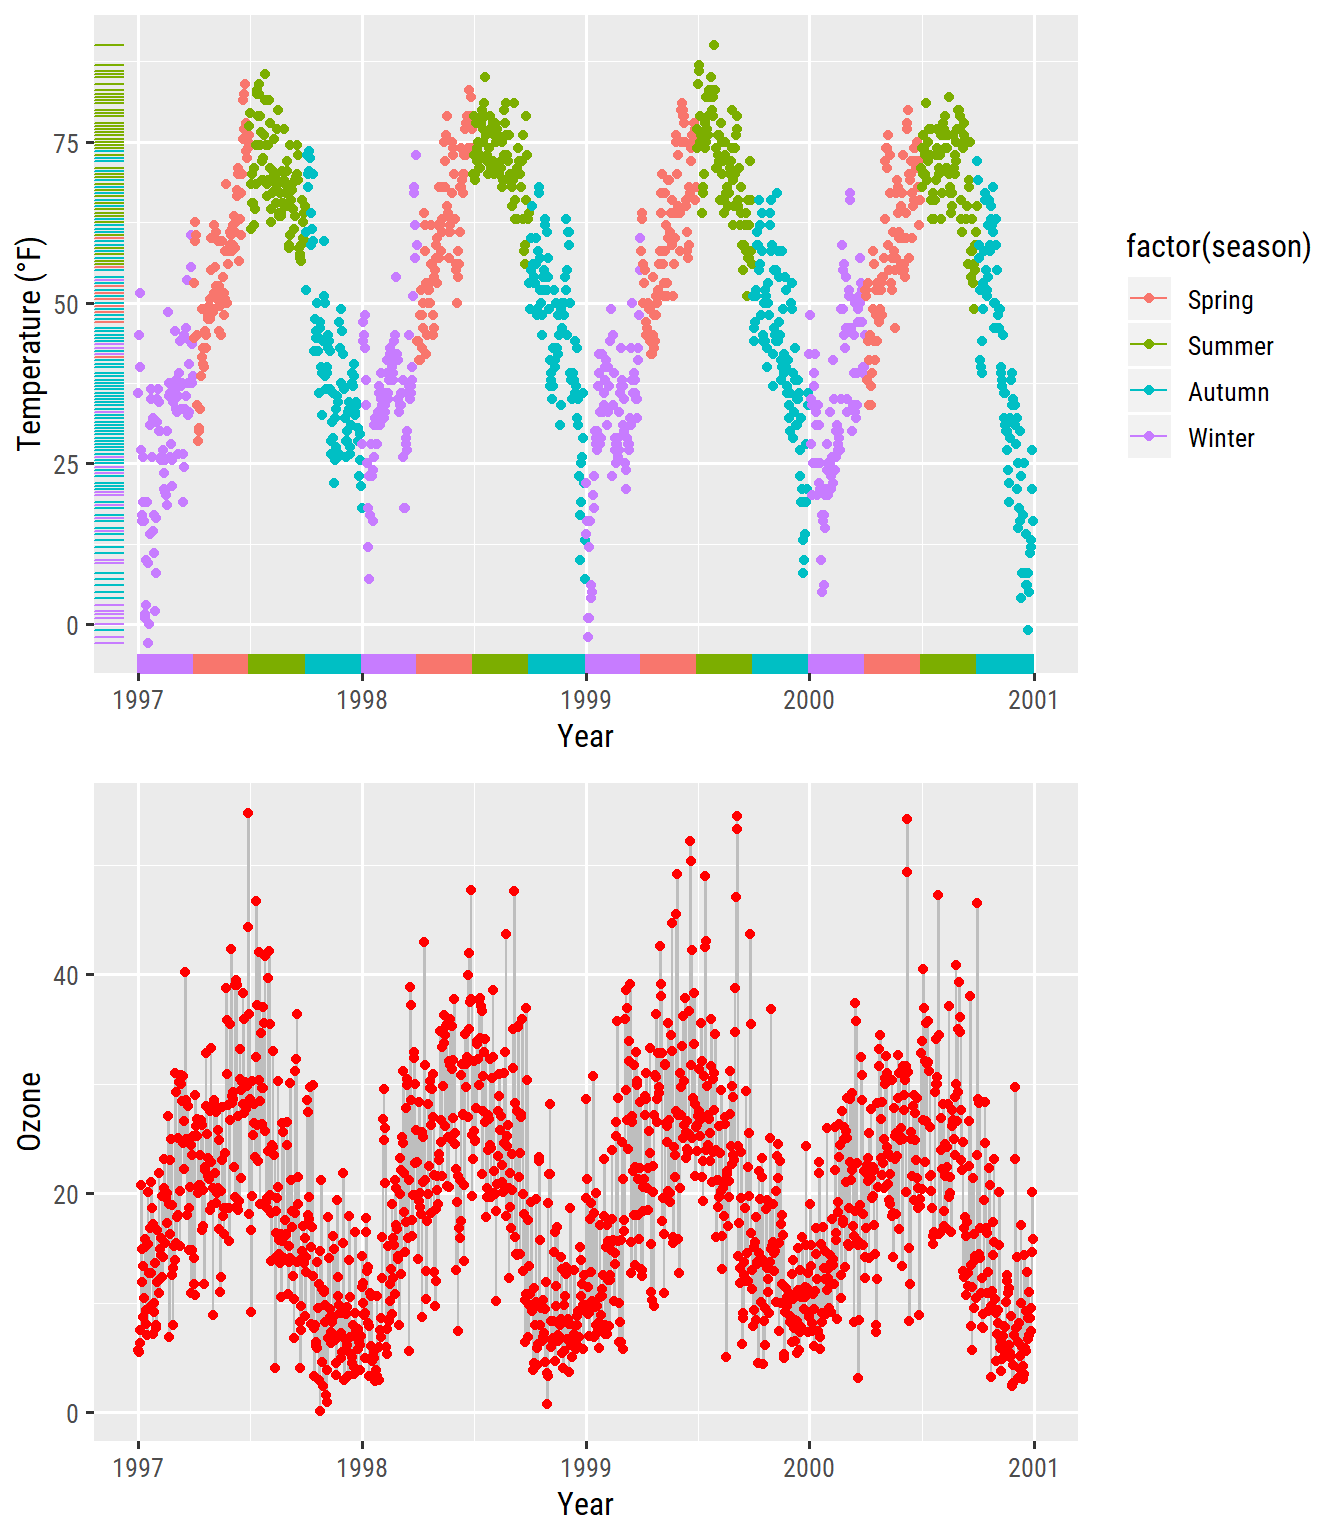 75
50
25
0
Temperature (°F)
1997 1998 1999 2000 2001
Year
factor(season)
Spring
Summer
Autumn
Winter
40
20
0
Ozone
1997 1998 1999 2000 2001
Year